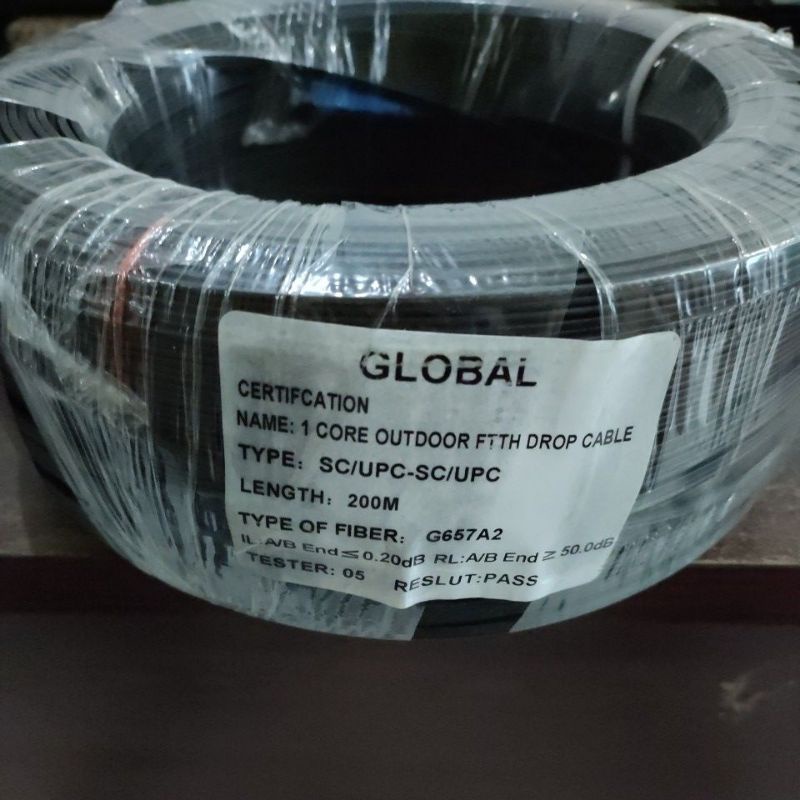 GLOBAL
CERTIFCATION
NAME: 1 CORE OUTDOOR FTTH DROP CABLE
TYPE: SC/UPC-SC/UPC
LENGTH: 200M
TYPE OF FIBER: G657A2
IL:A/B End≤0.20dB RL:A/B End≥50.0dB
TESTER: 05 RESLUT:PASS